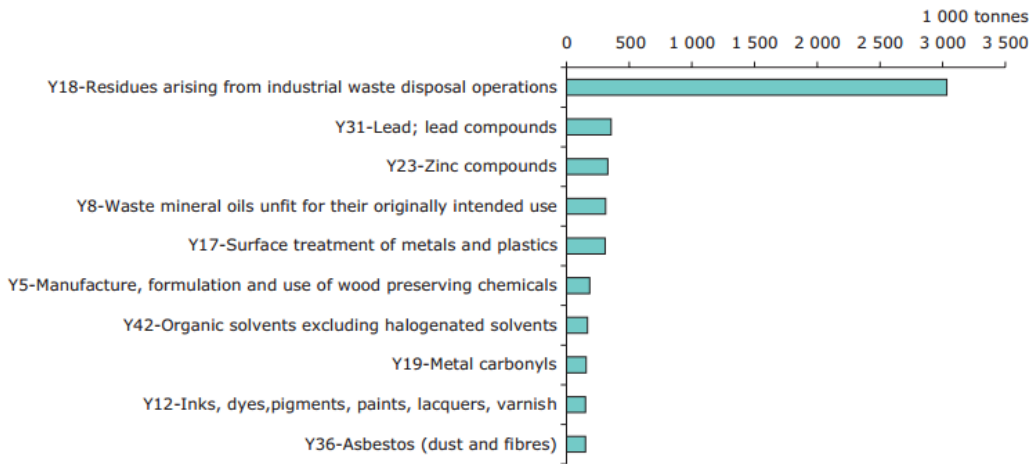 1 000 tonnes
0 500 1 000 1 500 2 000 2 500 3 000 3 500
Y18-Residues arising from industrial waste disposal operations
Y31-Lead; lead compounds
Y23-Zinc compounds
Y8-Waste mineral oils unfit for their originally intended use
Y17-Surface treatment of metals and plastics
Y5-Manufacture, formulation and use of wood preserving chemicals
Y42-Organic solvents excluding halogenated solvents
Y19-Metal carbonyls
Y12-Inks, dyes,pigments, paints, lacquers, varnish
Y36-Asbestos (dust and fibres)